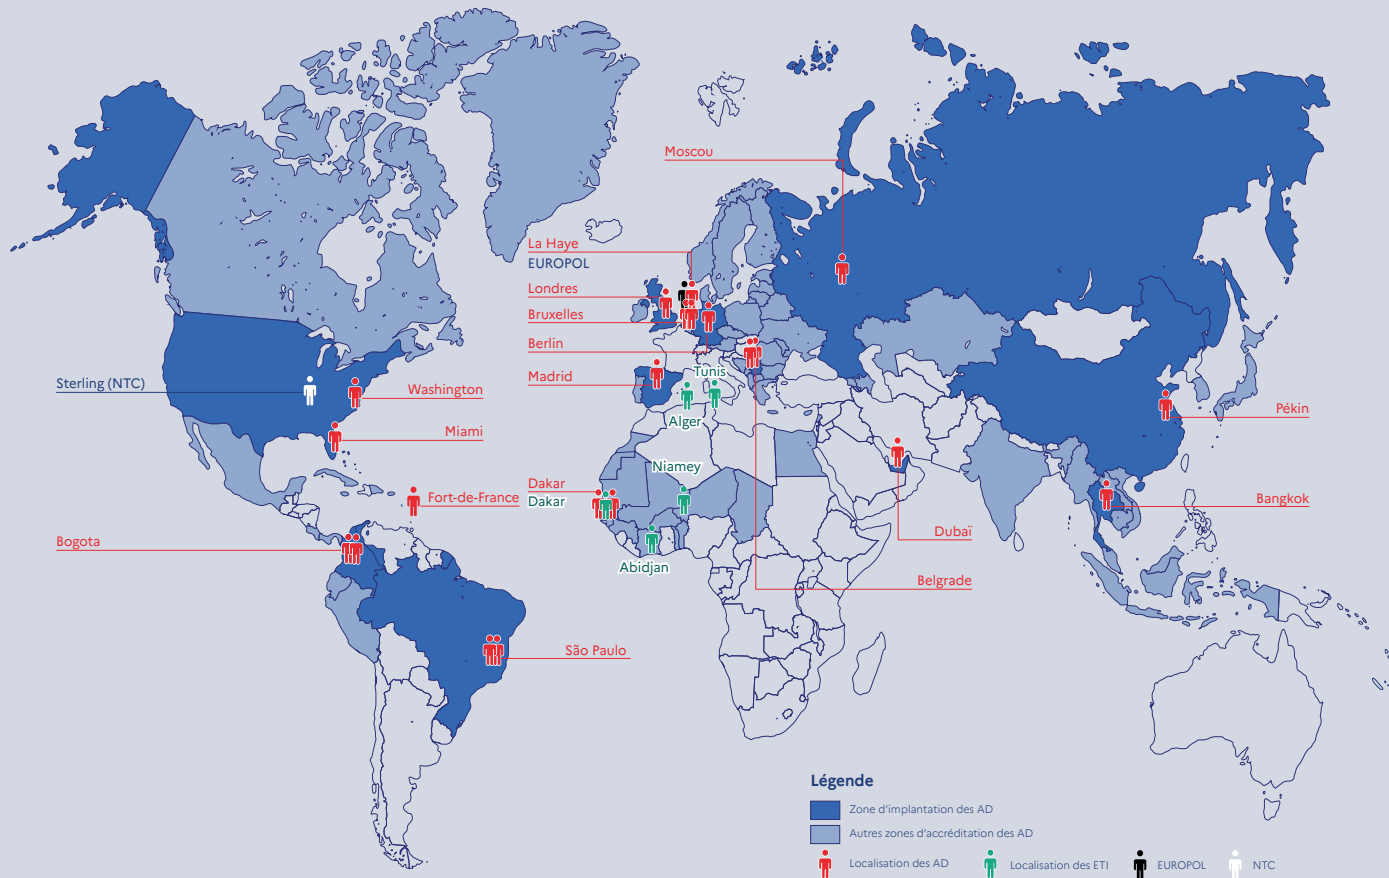 Moscou
La Haye
EUROPOL
Londres
Bruxelles
Berlin
Madrid
Tunis
Alger
Sterling (NTC)
Washington
Miami
Pékin
Niamey
Dakar
Dakar
Fort-de-France
Bangkok
Dubaï
Bogota
Abidjan
Belgrade
São Paulo
Légende
Zone d'implantation des AD
Autres zones d'accréditation des AD
Localisation des AD
Localisation des ETI
EUROPOL
NTC